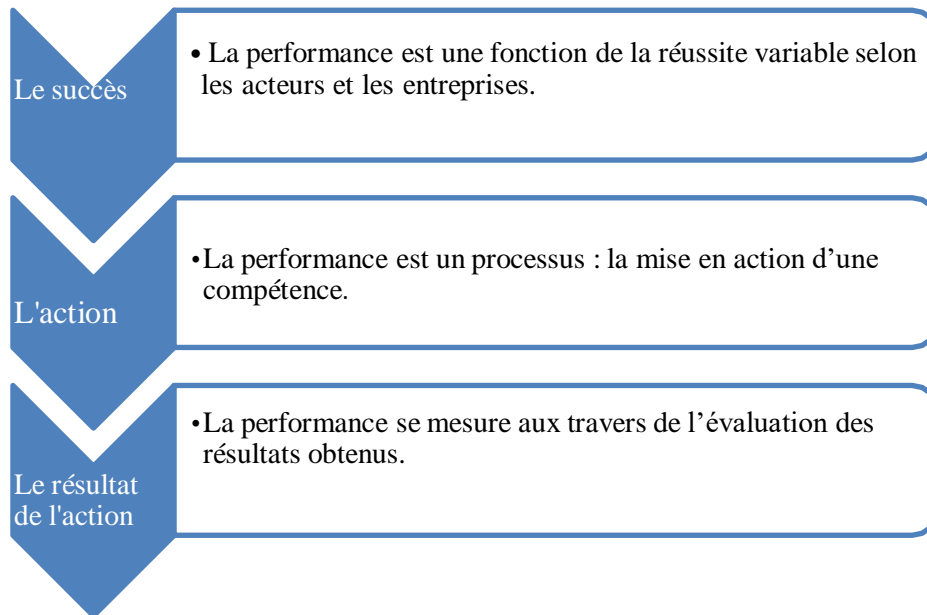 Le succès
• La performance est une fonction de la réussite variable selon
les acteurs et les entreprises.
L'action
•La performance est un processus : la mise en action d’une
compétence.
Le résultat
de l'action
•La performance se mesure aux travers de l’évaluation des
résultats obtenus.